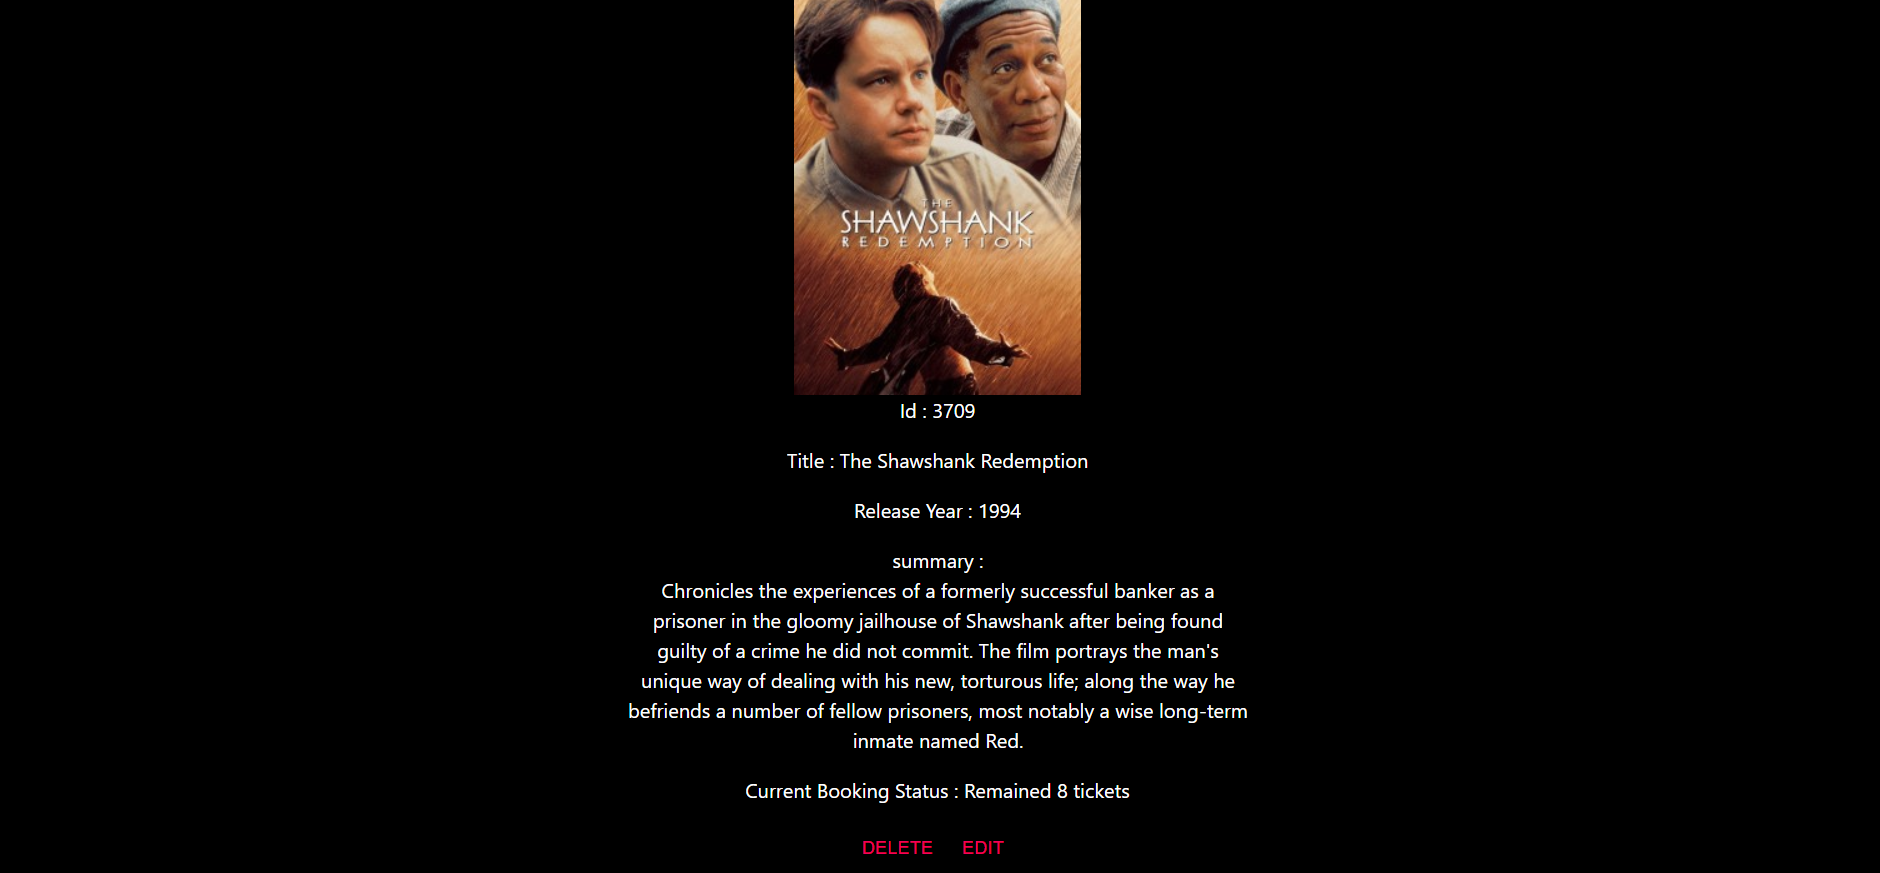 THE
SHAWSHANK
REDEMPTION
Id : 3709
Title : The Shawshank Redemption
Release Year : 1994
summary :
Chronicles the experiences of a formerly successful banker as a
prisoner in the gloomy jailhouse of Shawshank after being found
guilty of a crime he did not commit. The film portrays the man's
unique way of dealing with his new, torturous life; along the way he
befriends a number of fellow prisoners, most notably a wise long-term
inmate named Red.
Current Booking Status : Remained 8 tickets
DELETE EDIT